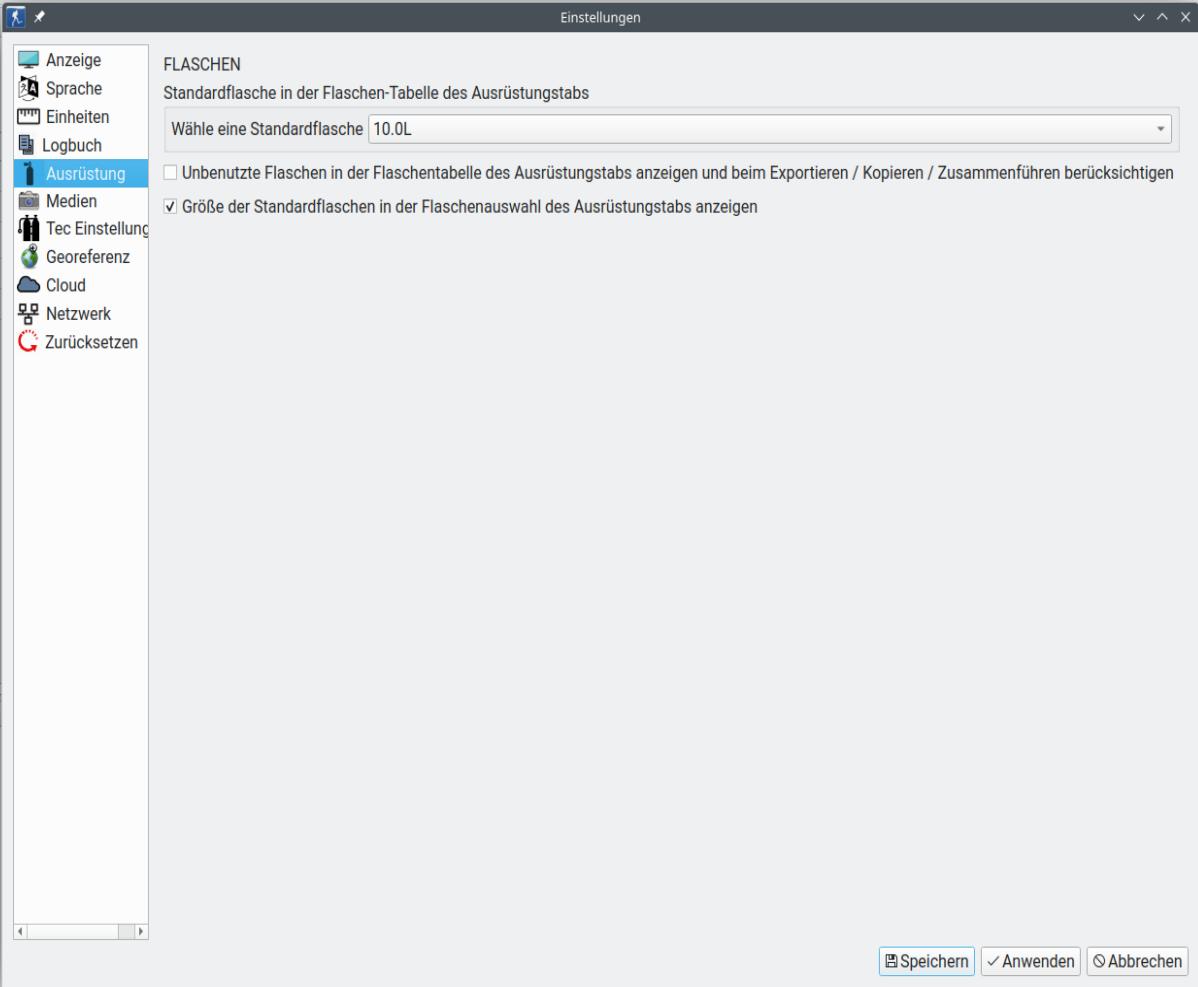 Einstellungen
Anzeige
Sprache
Einheiten
Logbuch
Ausrüstung
Medien
Tec Einstellung
Georeferenz
Cloud
Netzwerk
Zurücksetzen
FLASCHEN
Standardflasche in der Flaschen-Tabelle des Ausrüstungstabs
Wähle eine Standardflasche 10.0L
Unbenutzte Flaschen in der Flaschentabelle des Ausrüstungstabs anzeigen und beim Exportieren / Kopieren / Zusammenführen berücksichtigen
Größe der Standardflaschen in der Flaschenauswahl des Ausrüstungstabs anzeigen
Speichern Anwenden Abbrechen